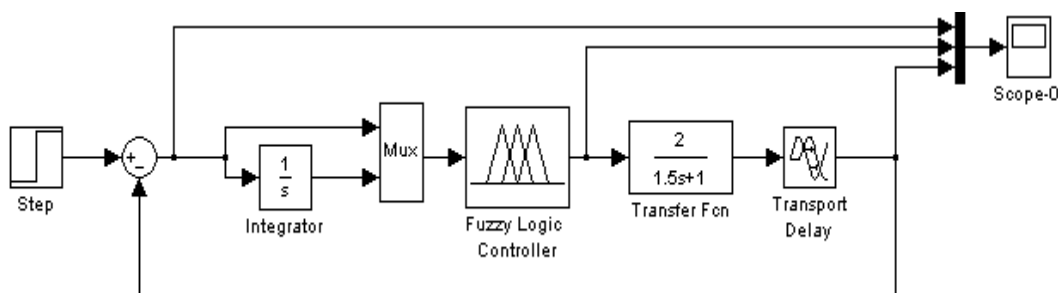 Scope-0
Step
+
−
1
s
Integrator
Mux
Fuzzy Logic
Controller
2
1.5s+1
Transfer Fcn
Transport
Delay